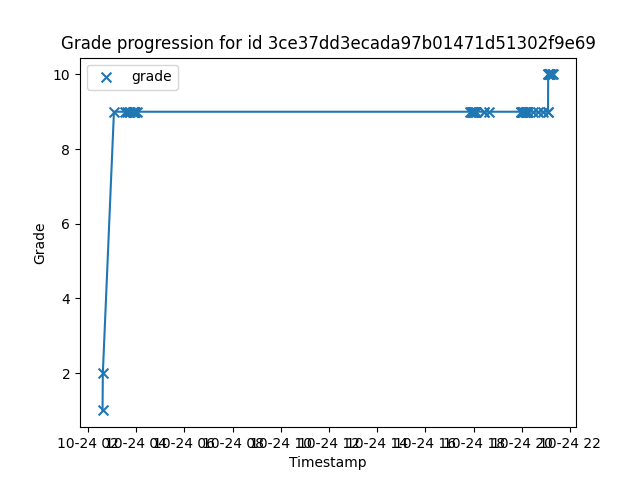 Grade progression for id 3ce37dd3ecada97b01471d51302f9e69
grade
10
8
6
4
2
Grade
10-24 02 10-24 04 10-24 06 10-24 08 10-24 10 10-24 12 10-24 14 10-24 16 10-24 18 10-24 20 10-24 22
Timestamp